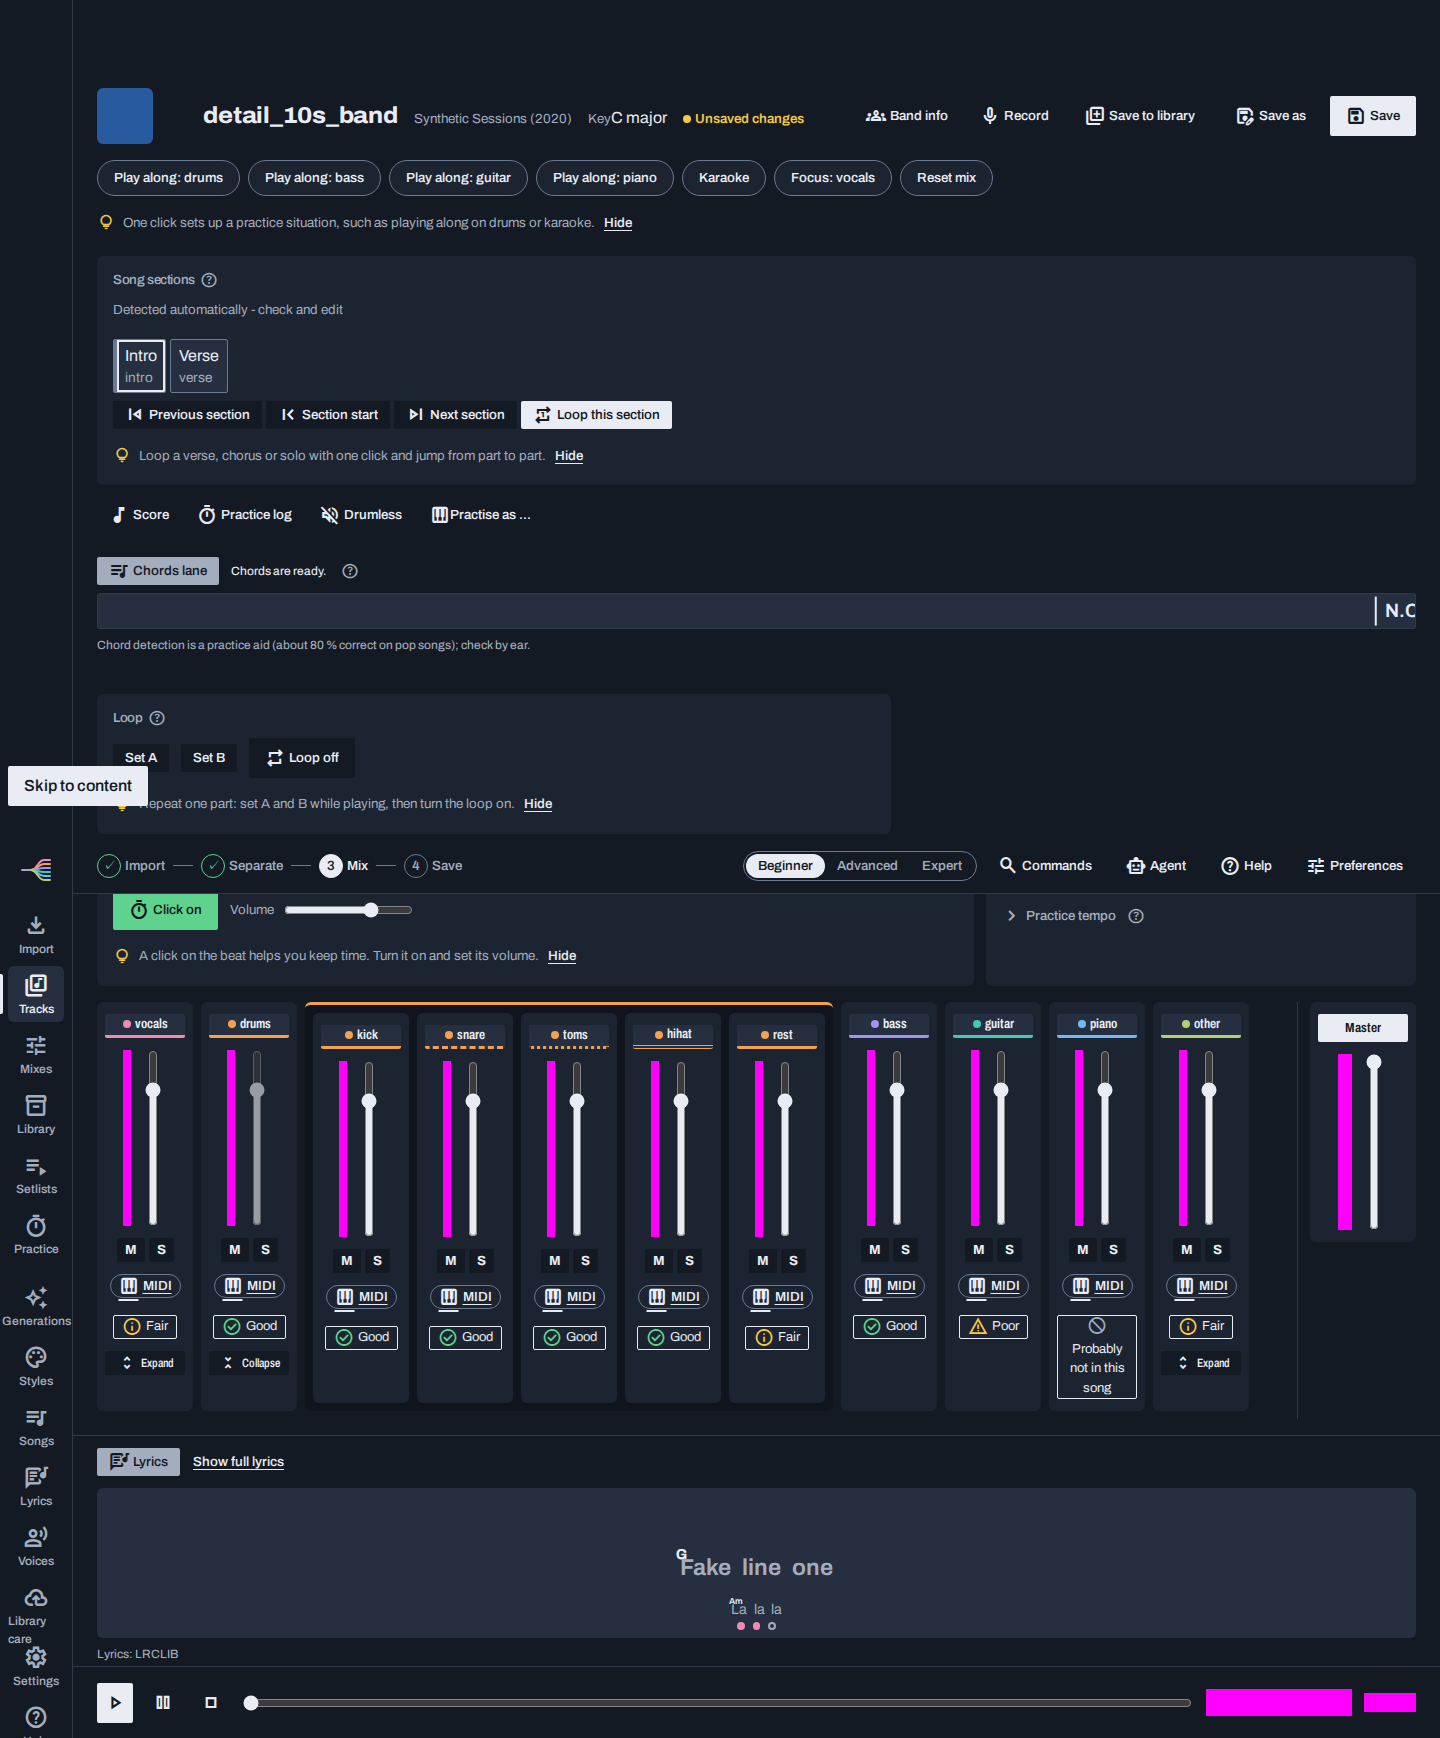 detail_10s_band
Synthetic Sessions (2020)
Key C major
Unsaved changes
Band info
Record
Save to library
Save as
Save
Play along: drums
Play along: bass
Play along: guitar
Play along: piano
Karaoke
Focus: vocals
Reset mix
One click sets up a practice situation, such as playing along on drums or karaoke. Hide
Song sections
Detected automatically - check and edit
Intro
intro
Verse
verse
Previous section
Section start
Next section
Loop this section
Loop a verse, chorus or solo with one click and jump from part to part. Hide
Score
Practice log
Drumless
Practise as ...
Chords lane
Chords are ready.
N.C
Chord detection is a practice aid (about 80 % correct on pop songs); check by ear.
Loop
Set A
Set B
Loop off
Skip to content
Repeat one part: set A and B while playing, then turn the loop on. Hide
Import
Separate
3 Mix
4 Save
Beginner
Advanced
Expert
Commands
Agent
Help
Preferences
Click on
Volume
Practice tempo
A click on the beat helps you keep time. Turn it on and set its volume. Hide
Import
Tracks
Mixes
Library
Setlists
Practice
Generations
Styles
Songs
Lyrics
Voices
Library
care
Settings
vocals
M S
MIDI
Fair
Expand
drums
M S
MIDI
Good
Collapse
kick
M S
MIDI
Good
snare
M S
MIDI
Good
toms
M S
MIDI
Good
hihat
M S
MIDI
Good
rest
M S
MIDI
Fair
bass
M S
MIDI
Good
guitar
M S
MIDI
Poor
piano
M S
MIDI
Probably
not in this
song
other
M S
MIDI
Fair
Expand
Master
Lyrics
Show full lyrics
G
Fake line one
Am
La la la
Lyrics: LRCLIB